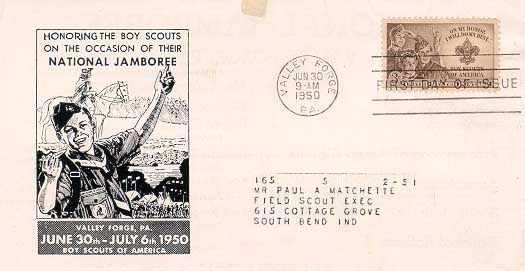 HONORING THE BOY SCOUTS
ON THE OCCASION OF THEIR
NATIONAL JAMBOREE
VALLEY FORGE, PA.
JUNE 30th - JULY 6th 1950
BOY SCOUTS OF AMERICA
VALLEY FORGE
JUN 30
9-AM
1950
PA.
ON MY HONOR
I WILL DO MY BEST
BOY SCOUTS
OF AMERICA
FIRST DAY OF ISSUE
165 5 2-51
MR PAUL A MATCHETTE
FIELD SCOUT EXEC
615 COTTAGE GROVE
SOUTH BEND IND